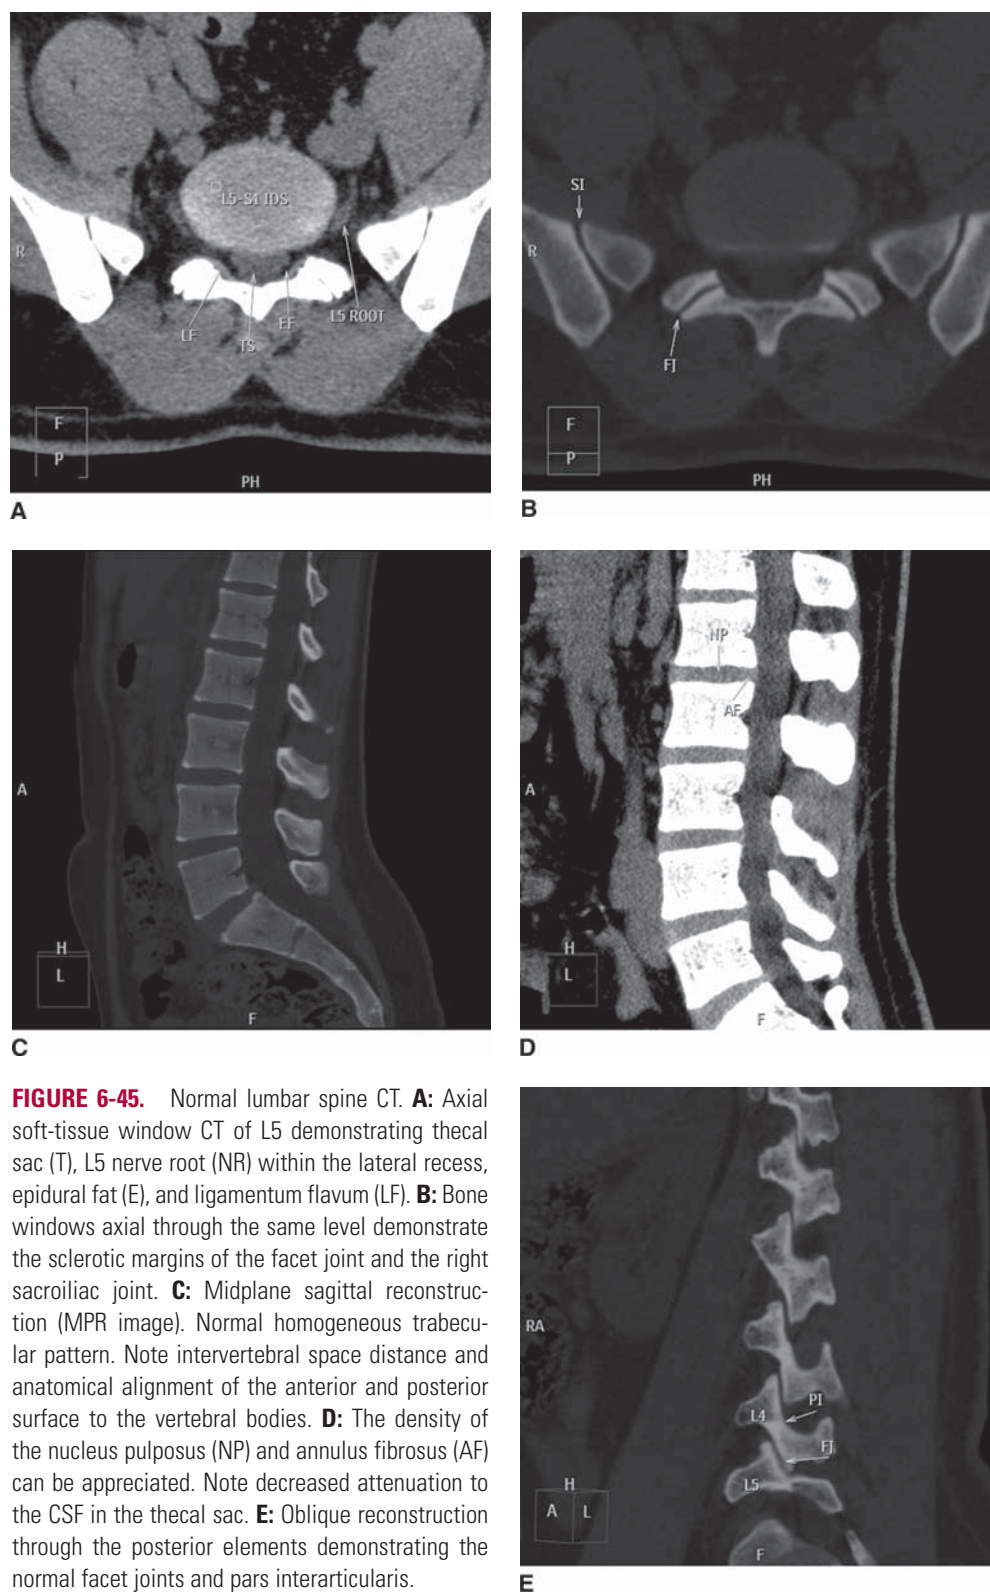 L5-S1 IDS
R
LF
TS
EF
L5 ROOT
F
P
PH
A
SI
R
FJ
F
P
PH
B
A
H
L
F
C
NP
AF
A
H
L
F
D
FIGURE 6-45. Normal lumbar spine CT. A: Axial
soft-tissue window CT of L5 demonstrating thecal
sac (T), L5 nerve root (NR) within the lateral recess,
epidural fat (E), and ligamentum flavum (LF). B: Bone
windows axial through the same level demonstrate
the sclerotic margins of the facet joint and the right
sacroiliac joint. C: Midplane sagittal reconstruc-
tion (MPR image). Normal homogeneous trabecu-
lar pattern. Note intervertebral space distance and
anatomical alignment of the anterior and posterior
surface to the vertebral bodies. D: The density of
the nucleus pulposus (NP) and annulus fibrosus (AF)
can be appreciated. Note decreased attenuation to
the CSF in the thecal sac. E: Oblique reconstruction
through the posterior elements demonstrating the
normal facet joints and pars interarticularis.
RA
PI
L4
FJ
L5
H
A L
F
E